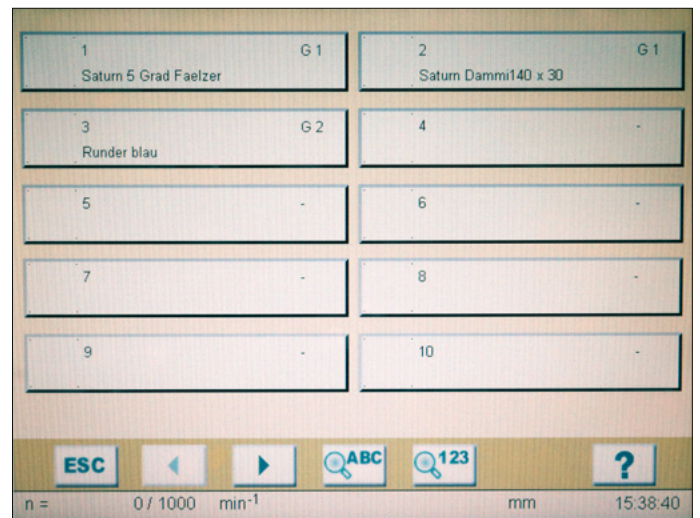 1 G 1
Saturn 5 Grad Faelzer
2 G 1
Saturn Dammi140 x 30
3 G 2
Runder blau
4 -
5 -
6 -
7 -
8 -
9 -
10 -
ESC
ABC
123
?
n = 0 / 1000 min-1 mm 15:38:40